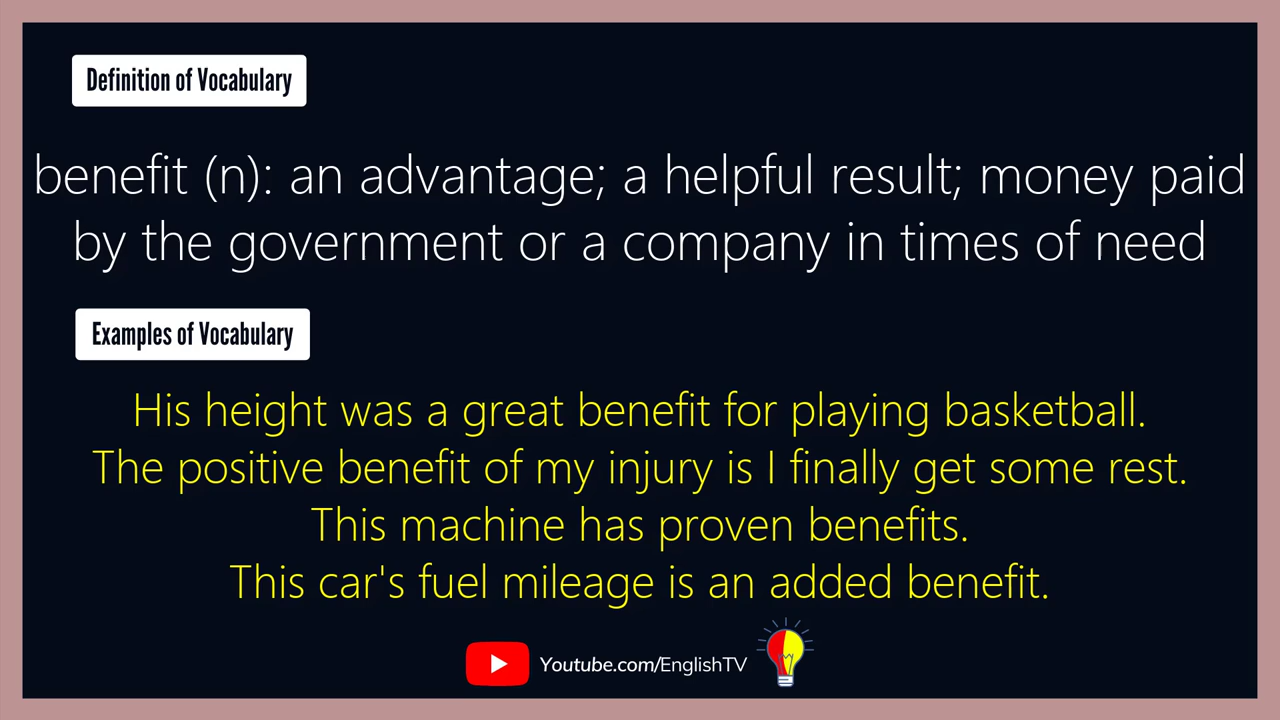 Definition of Vocabulary
benefit (n): an advantage; a helpful result; money paid
by the government or a company in times of need
Examples of Vocabulary
His height was a great benefit for playing basketball.
The positive benefit of my injury is I finally get some rest.
This machine has proven benefits.
This car's fuel mileage is an added benefit.
Youtube.com/EnglishTV